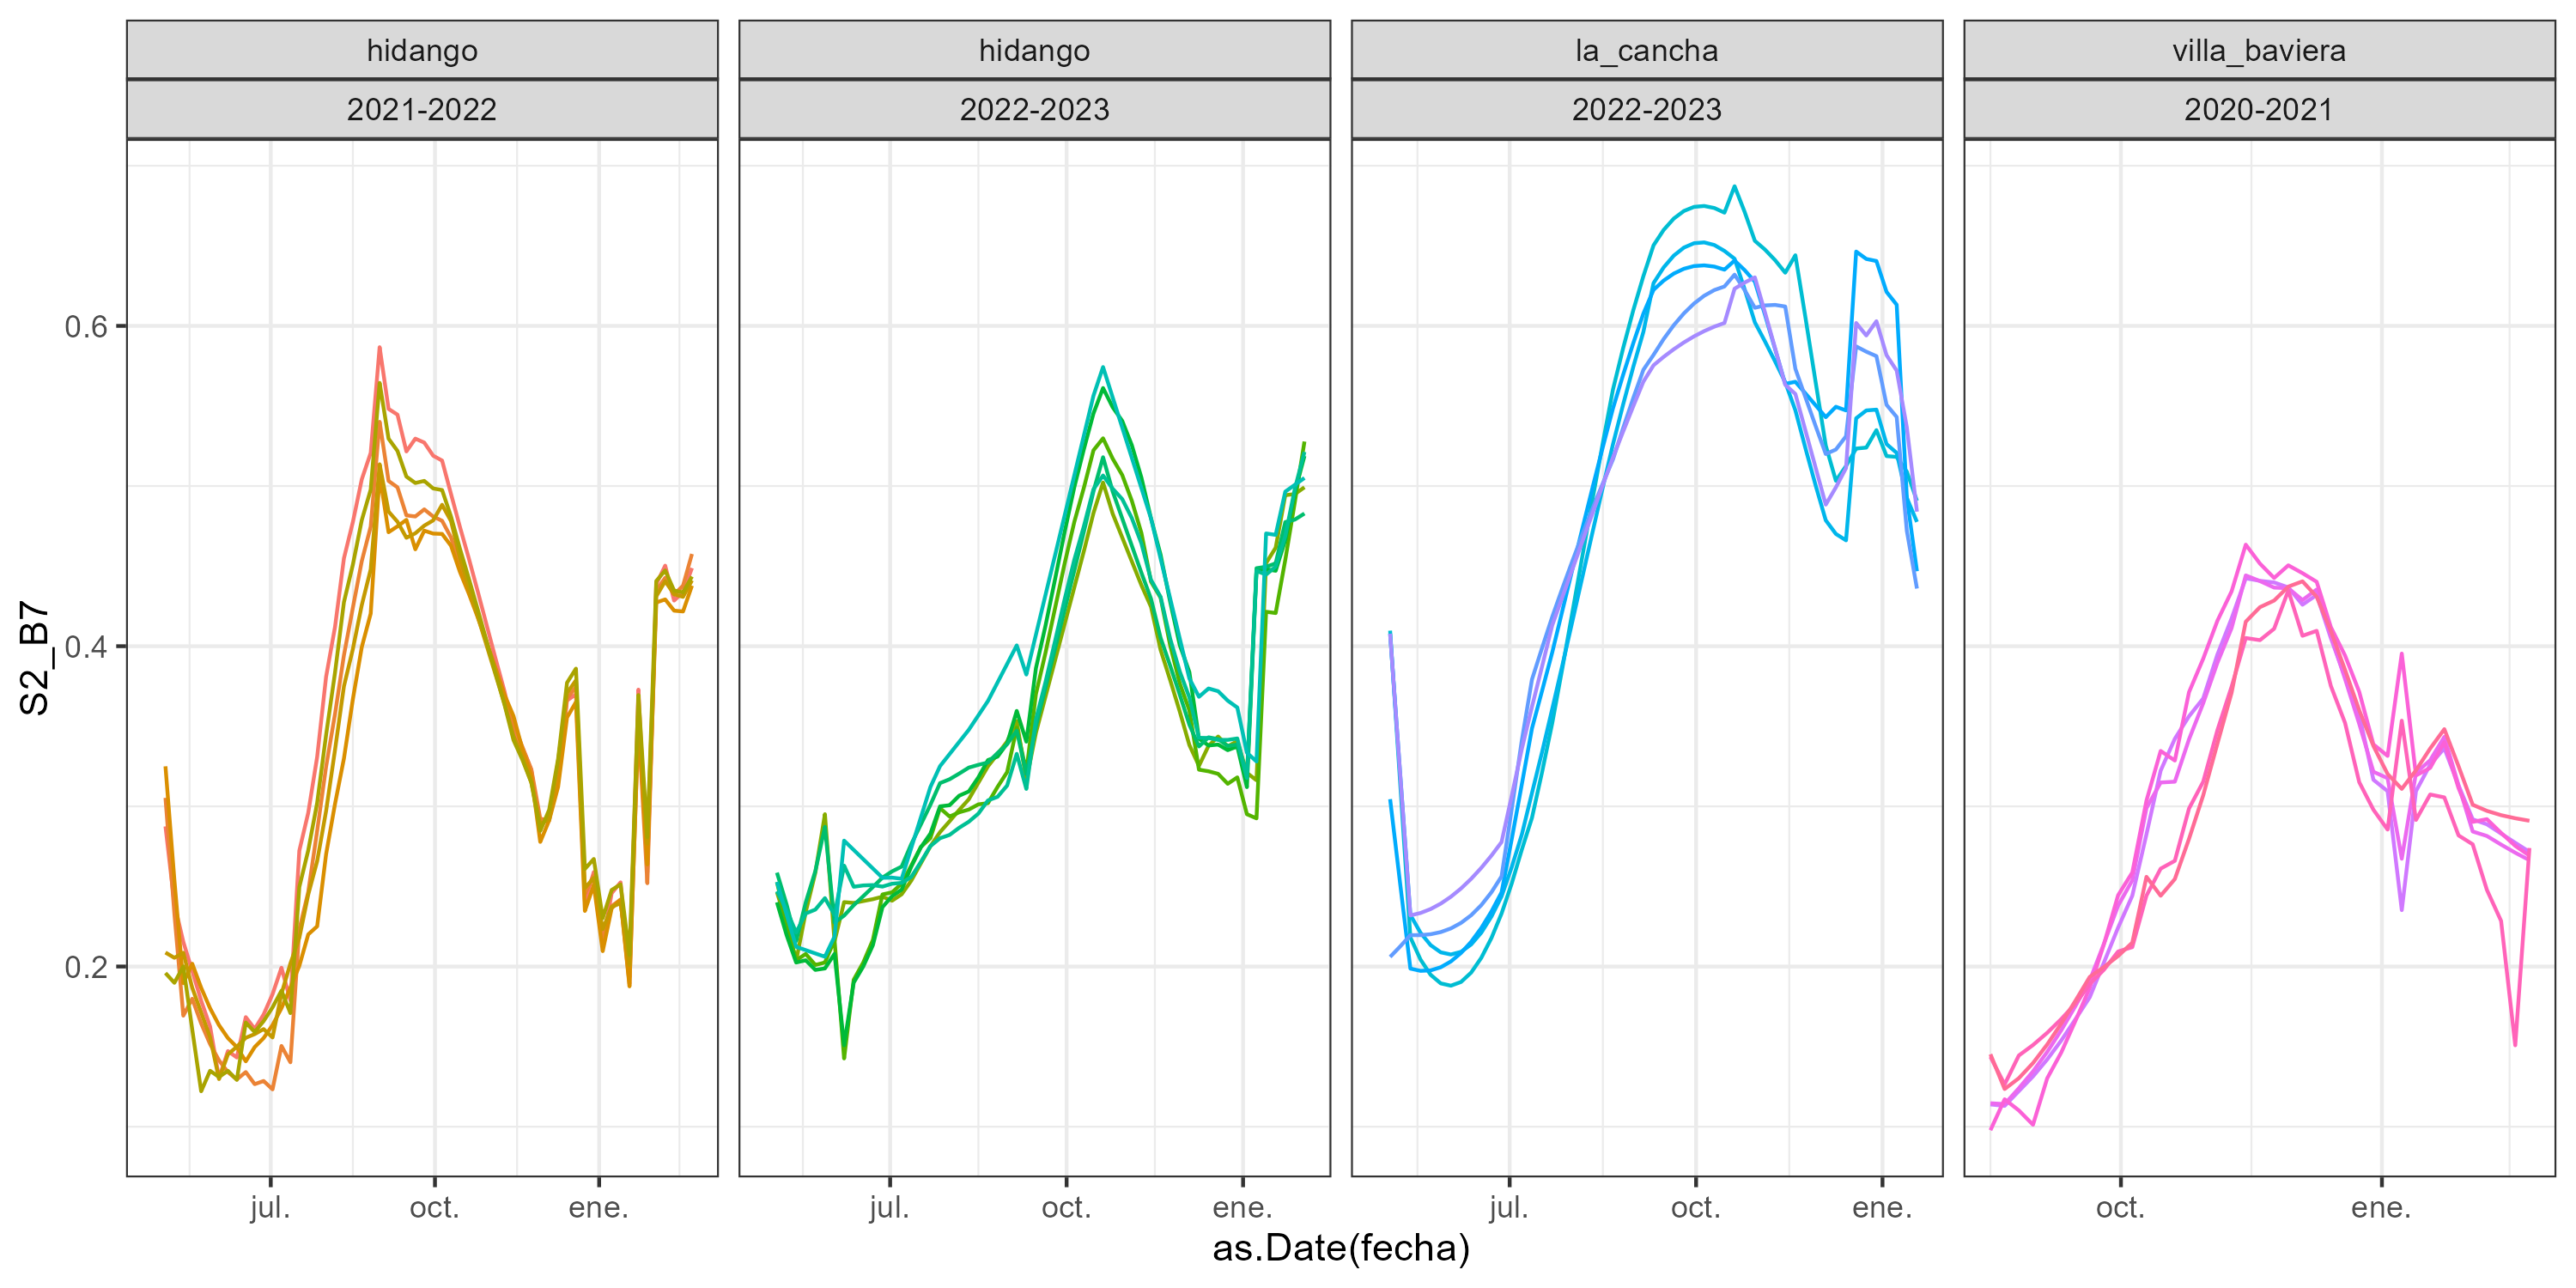 hidango hidango la_cancha villa_baviera
2021-2022 2022-2023 2022-2023 2020-2021
S2_B7
0.6
0.4
0.2
jul. oct. ene. jul. oct. ene. jul. oct. ene. oct. ene.
as.Date(fecha)